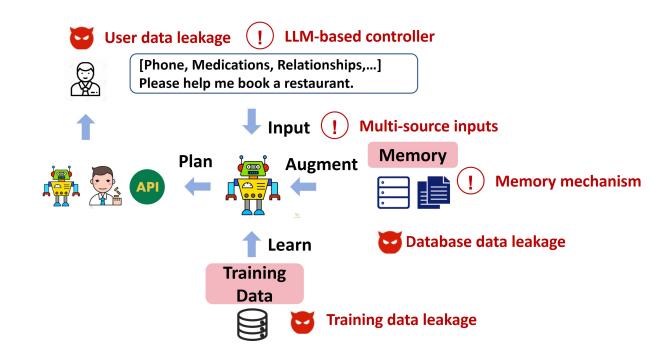 User data leakage
! LLM-based controller
[Phone, Medications, Relationships,...]
Please help me book a restaurant.
Input
! Multi-source inputs
Plan
Augment
Memory
API
! Memory mechanism
Learn
Database data leakage
Training
Data
Training data leakage